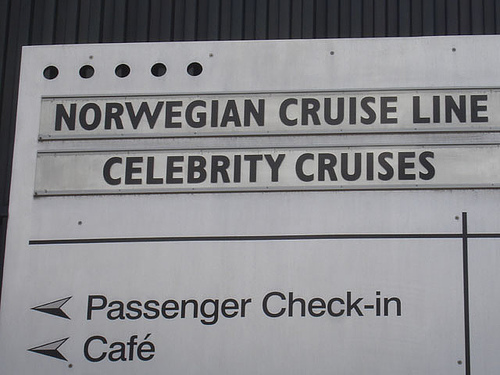 NORWEGIAN CRUISE LINE
CELEBRITY CRUISES
Passenger Check-in
Café